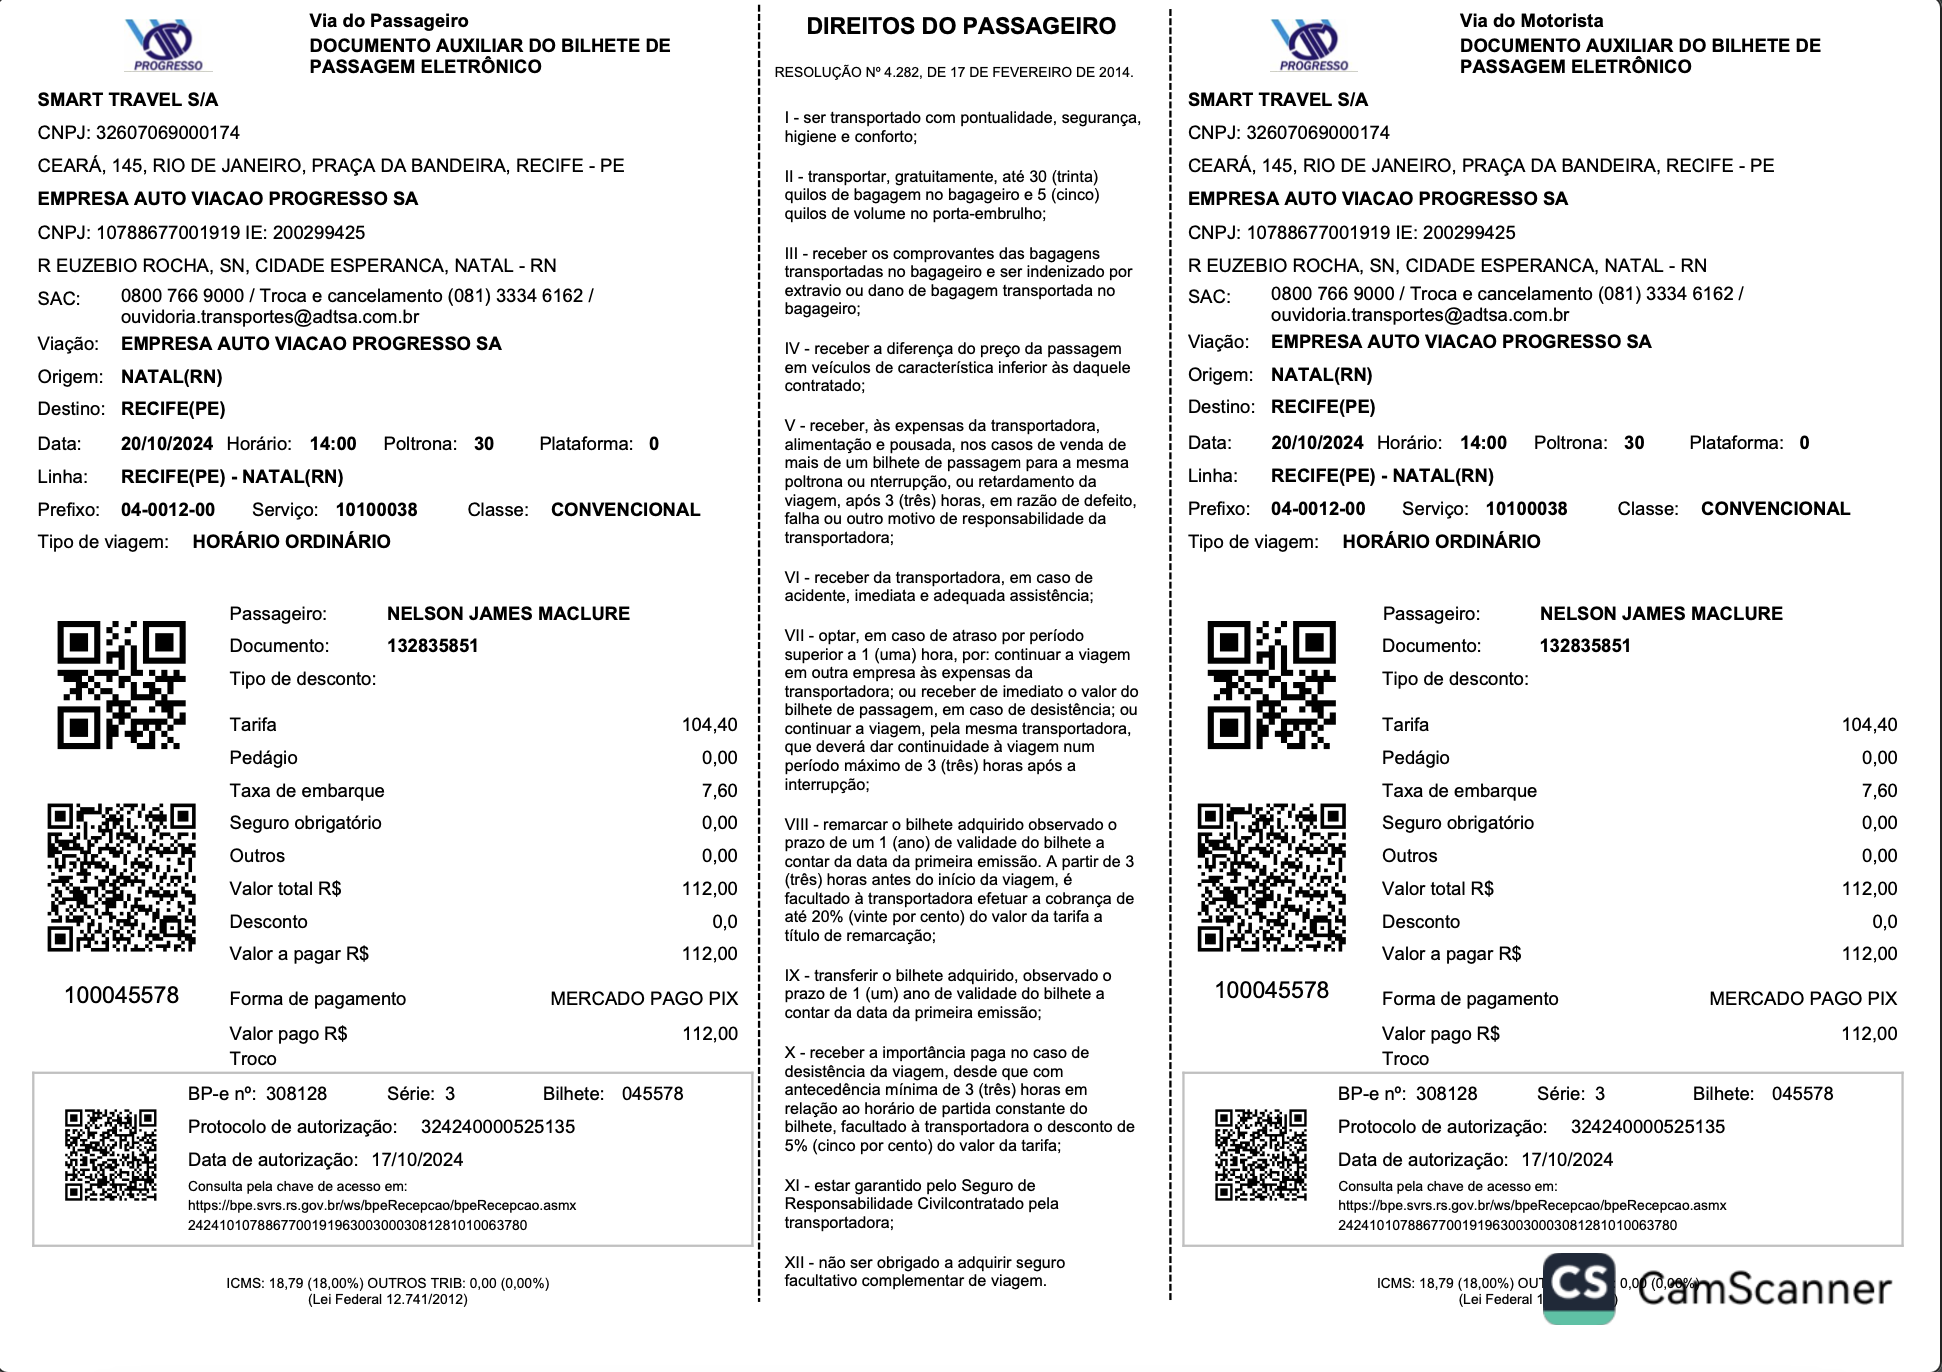 PROGRESSO
Via do Passageiro
DOCUMENTO AUXILIAR DO BILHETE DE
PASSAGEM ELETRÔNICO
SMART TRAVEL S/A
CNPJ: 32607069000174
CEARÁ, 145, RIO DE JANEIRO, PRAÇA DA BANDEIRA, RECIFE - PE
EMPRESA AUTO VIACAO PROGRESSO SA
CNPJ: 10788677001919 IE: 200299425
R EUZEBIO ROCHA, SN, CIDADE ESPERANCA, NATAL - RN
SAC: 0800 766 9000 / Troca e cancelamento (081) 3334 6162 /
ouvidoria.transportes@adtsa.com.br
Viação: EMPRESA AUTO VIACAO PROGRESSO SA
Origem: NATAL(RN)
Destino: RECIFE(PE)
Data: 20/10/2024 Horário: 14:00 Poltrona: 30 Plataforma: 0
Linha: RECIFE(PE) - NATAL(RN)
Prefixo: 04-0012-00 Serviço: 10100038 Classe: CONVENCIONAL
Tipo de viagem: HORÁRIO ORDINÁRIO
Passageiro: NELSON JAMES MACLURE
Documento: 132835851
Tipo de desconto:
Tarifa 104,40
Pedágio 0,00
Taxa de embarque 7,60
Seguro obrigatório 0,00
Outros 0,00
Valor total R$ 112,00
Desconto 0,0
Valor a pagar R$ 112,00
100045578
Forma de pagamento MERCADO PAGO PIX
Valor pago R$ 112,00
Troco
BP-e nº: 308128 Série: 3 Bilhete: 045578
Protocolo de autorização: 324240000525135
Data de autorização: 17/10/2024
Consulta pela chave de acesso em:
https://bpe.svrs.rs.gov.br/ws/bpeRecepcao/bpeRecepcao.asmx
24241010788677001919630030003081281010063780
ICMS: 18,79 (18,00%) OUTROS TRIB: 0,00 (0,00%)
(Lei Federal 12.741/2012)
DIREITOS DO PASSAGEIRO
RESOLUÇÃO Nº 4.282, DE 17 DE FEVEREIRO DE 2014.
I - ser transportado com pontualidade, segurança,
higiene e conforto;
II - transportar, gratuitamente, até 30 (trinta)
quilos de bagagem no bagageiro e 5 (cinco)
quilos de volume no porta-embrulho;
III - receber os comprovantes das bagagens
transportadas no bagageiro e ser indenizado por
extravio ou dano de bagagem transportada no
bagageiro;
IV - receber a diferença do preço da passagem
em veículos de característica inferior às daquele
contratado;
V - receber, às expensas da transportadora,
alimentação e pousada, nos casos de venda de
mais de um bilhete de passagem para a mesma
poltrona ou nterrupção, ou retardamento da
viagem, após 3 (três) horas, em razão de defeito,
falha ou outro motivo de responsabilidade da
transportadora;
VI - receber da transportadora, em caso de
acidente, imediata e adequada assistência;
VII - optar, em caso de atraso por período
superior a 1 (uma) hora, por: continuar a viagem
em outra empresa às expensas da
transportadora; ou receber de imediato o valor do
bilhete de passagem, em caso de desistência; ou
continuar a viagem, pela mesma transportadora,
que deverá dar continuidade à viagem num
período máximo de 3 (três) horas após a
interrupção;
VIII - remarcar o bilhete adquirido observado o
prazo de um 1 (ano) de validade do bilhete a
contar da data da primeira emissão. A partir de 3
(três) horas antes do início da viagem, é
facultado à transportadora efetuar a cobrança de
até 20% (vinte por cento) do valor da tarifa a
título de remarcação;
IX - transferir o bilhete adquirido, observado o
prazo de 1 (um) ano de validade do bilhete a
contar da data da primeira emissão;
X - receber a importância paga no caso de
desistência da viagem, desde que com
antecedência mínima de 3 (três) horas em
relação ao horário de partida constante do
bilhete, facultado à transportadora o desconto de
5% (cinco por cento) do valor da tarifa;
XI - estar garantido pelo Seguro de
Responsabilidade Civilcontratado pela
transportadora;
XII - não ser obrigado a adquirir seguro
facultativo complementar de viagem.
PROGRESSO
Via do Motorista
DOCUMENTO AUXILIAR DO BILHETE DE
PASSAGEM ELETRÔNICO
SMART TRAVEL S/A
CNPJ: 32607069000174
CEARÁ, 145, RIO DE JANEIRO, PRAÇA DA BANDEIRA, RECIFE - PE
EMPRESA AUTO VIACAO PROGRESSO SA
CNPJ: 10788677001919 IE: 200299425
R EUZEBIO ROCHA, SN, CIDADE ESPERANCA, NATAL - RN
SAC: 0800 766 9000 / Troca e cancelamento (081) 3334 6162 /
ouvidoria.transportes@adtsa.com.br
Viação: EMPRESA AUTO VIACAO PROGRESSO SA
Origem: NATAL(RN)
Destino: RECIFE(PE)
Data: 20/10/2024 Horário: 14:00 Poltrona: 30 Plataforma: 0
Linha: RECIFE(PE) - NATAL(RN)
Prefixo: 04-0012-00 Serviço: 10100038 Classe: CONVENCIONAL
Tipo de viagem: HORÁRIO ORDINÁRIO
Passageiro: NELSON JAMES MACLURE
Documento: 132835851
Tipo de desconto:
Tarifa 104,40
Pedágio 0,00
Taxa de embarque 7,60
Seguro obrigatório 0,00
Outros 0,00
Valor total R$ 112,00
Desconto 0,0
Valor a pagar R$ 112,00
100045578
Forma de pagamento MERCADO PAGO PIX
Valor pago R$ 112,00
Troco
BP-e nº: 308128 Série: 3 Bilhete: 045578
Protocolo de autorização: 324240000525135
Data de autorização: 17/10/2024
Consulta pela chave de acesso em:
https://bpe.svrs.rs.gov.br/ws/bpeRecepcao/bpeRecepcao.asmx
24241010788677001919630030003081281010063780
ICMS: 18,79 (18,00%) 0,00 (0,00%)
(Lei Federal
CS CamScanner